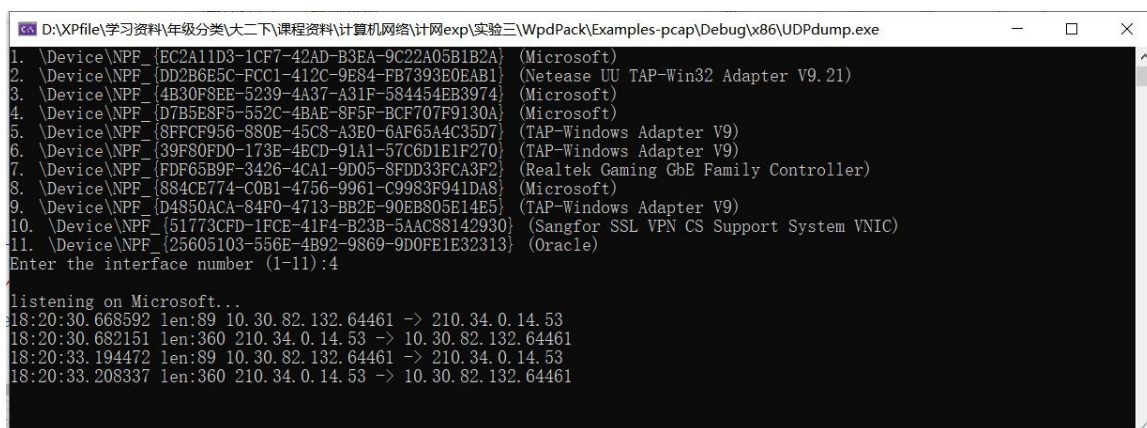 D:\XPfile\学习资料\年级分类\大二下\课程资料\计算机网络\计网exp\实验三\WpdPack\Examples-pcap\Debug\x86\UDPdump.exe
1. \Device\NPF_{EC2A11D3-1CF7-42AD-B3EA-9C22A05B1B2A} (Microsoft)
2. \Device\NPF_{DD2B6E5C-FCC1-412C-9E84-FB7393E0EAB1} (Netease UU TAP-Win32 Adapter V9.21)
3. \Device\NPF_{4B30F8EE-5239-4A37-A31F-584454EB3974} (Microsoft)
4. \Device\NPF_{D7B5E8F5-552C-4BAE-8F5F-BCF707F9130A} (Microsoft)
5. \Device\NPF_{8FFCF956-880E-45C8-A3E0-6AF65A4C35D7} (TAP-Windows Adapter V9)
6. \Device\NPF_{39F80FD0-173E-4ECD-91A1-57C6D1E1F270} (TAP-Windows Adapter V9)
7. \Device\NPF_{FDF65B9F-3426-4CA1-9D05-8FDD33FCA3F2} (Realtek Gaming GbE Family Controller)
8. \Device\NPF_{884CE774-C0B1-4756-9961-C9983F941DA8} (Microsoft)
9. \Device\NPF_{D4850ACA-84F0-4713-BB2E-90EB805E14E5} (TAP-Windows Adapter V9)
10. \Device\NPF_{51773CFD-1FCE-41F4-B23B-5AAC88142930} (Sangfor SSL VPN CS Support System VNIC)
11. \Device\NPF_{25605103-556E-4B92-9869-9D0FE1E32313} (Oracle)
Enter the interface number (1-11):4
listening on Microsoft...
18:20:30.668592 len:89 10.30.82.132.64461 -> 210.34.0.14.53
18:20:30.682151 len:360 210.34.0.14.53 -> 10.30.82.132.64461
18:20:33.194472 len:89 10.30.82.132.64461 -> 210.34.0.14.53
18:20:33.208337 len:360 210.34.0.14.53 -> 10.30.82.132.64461